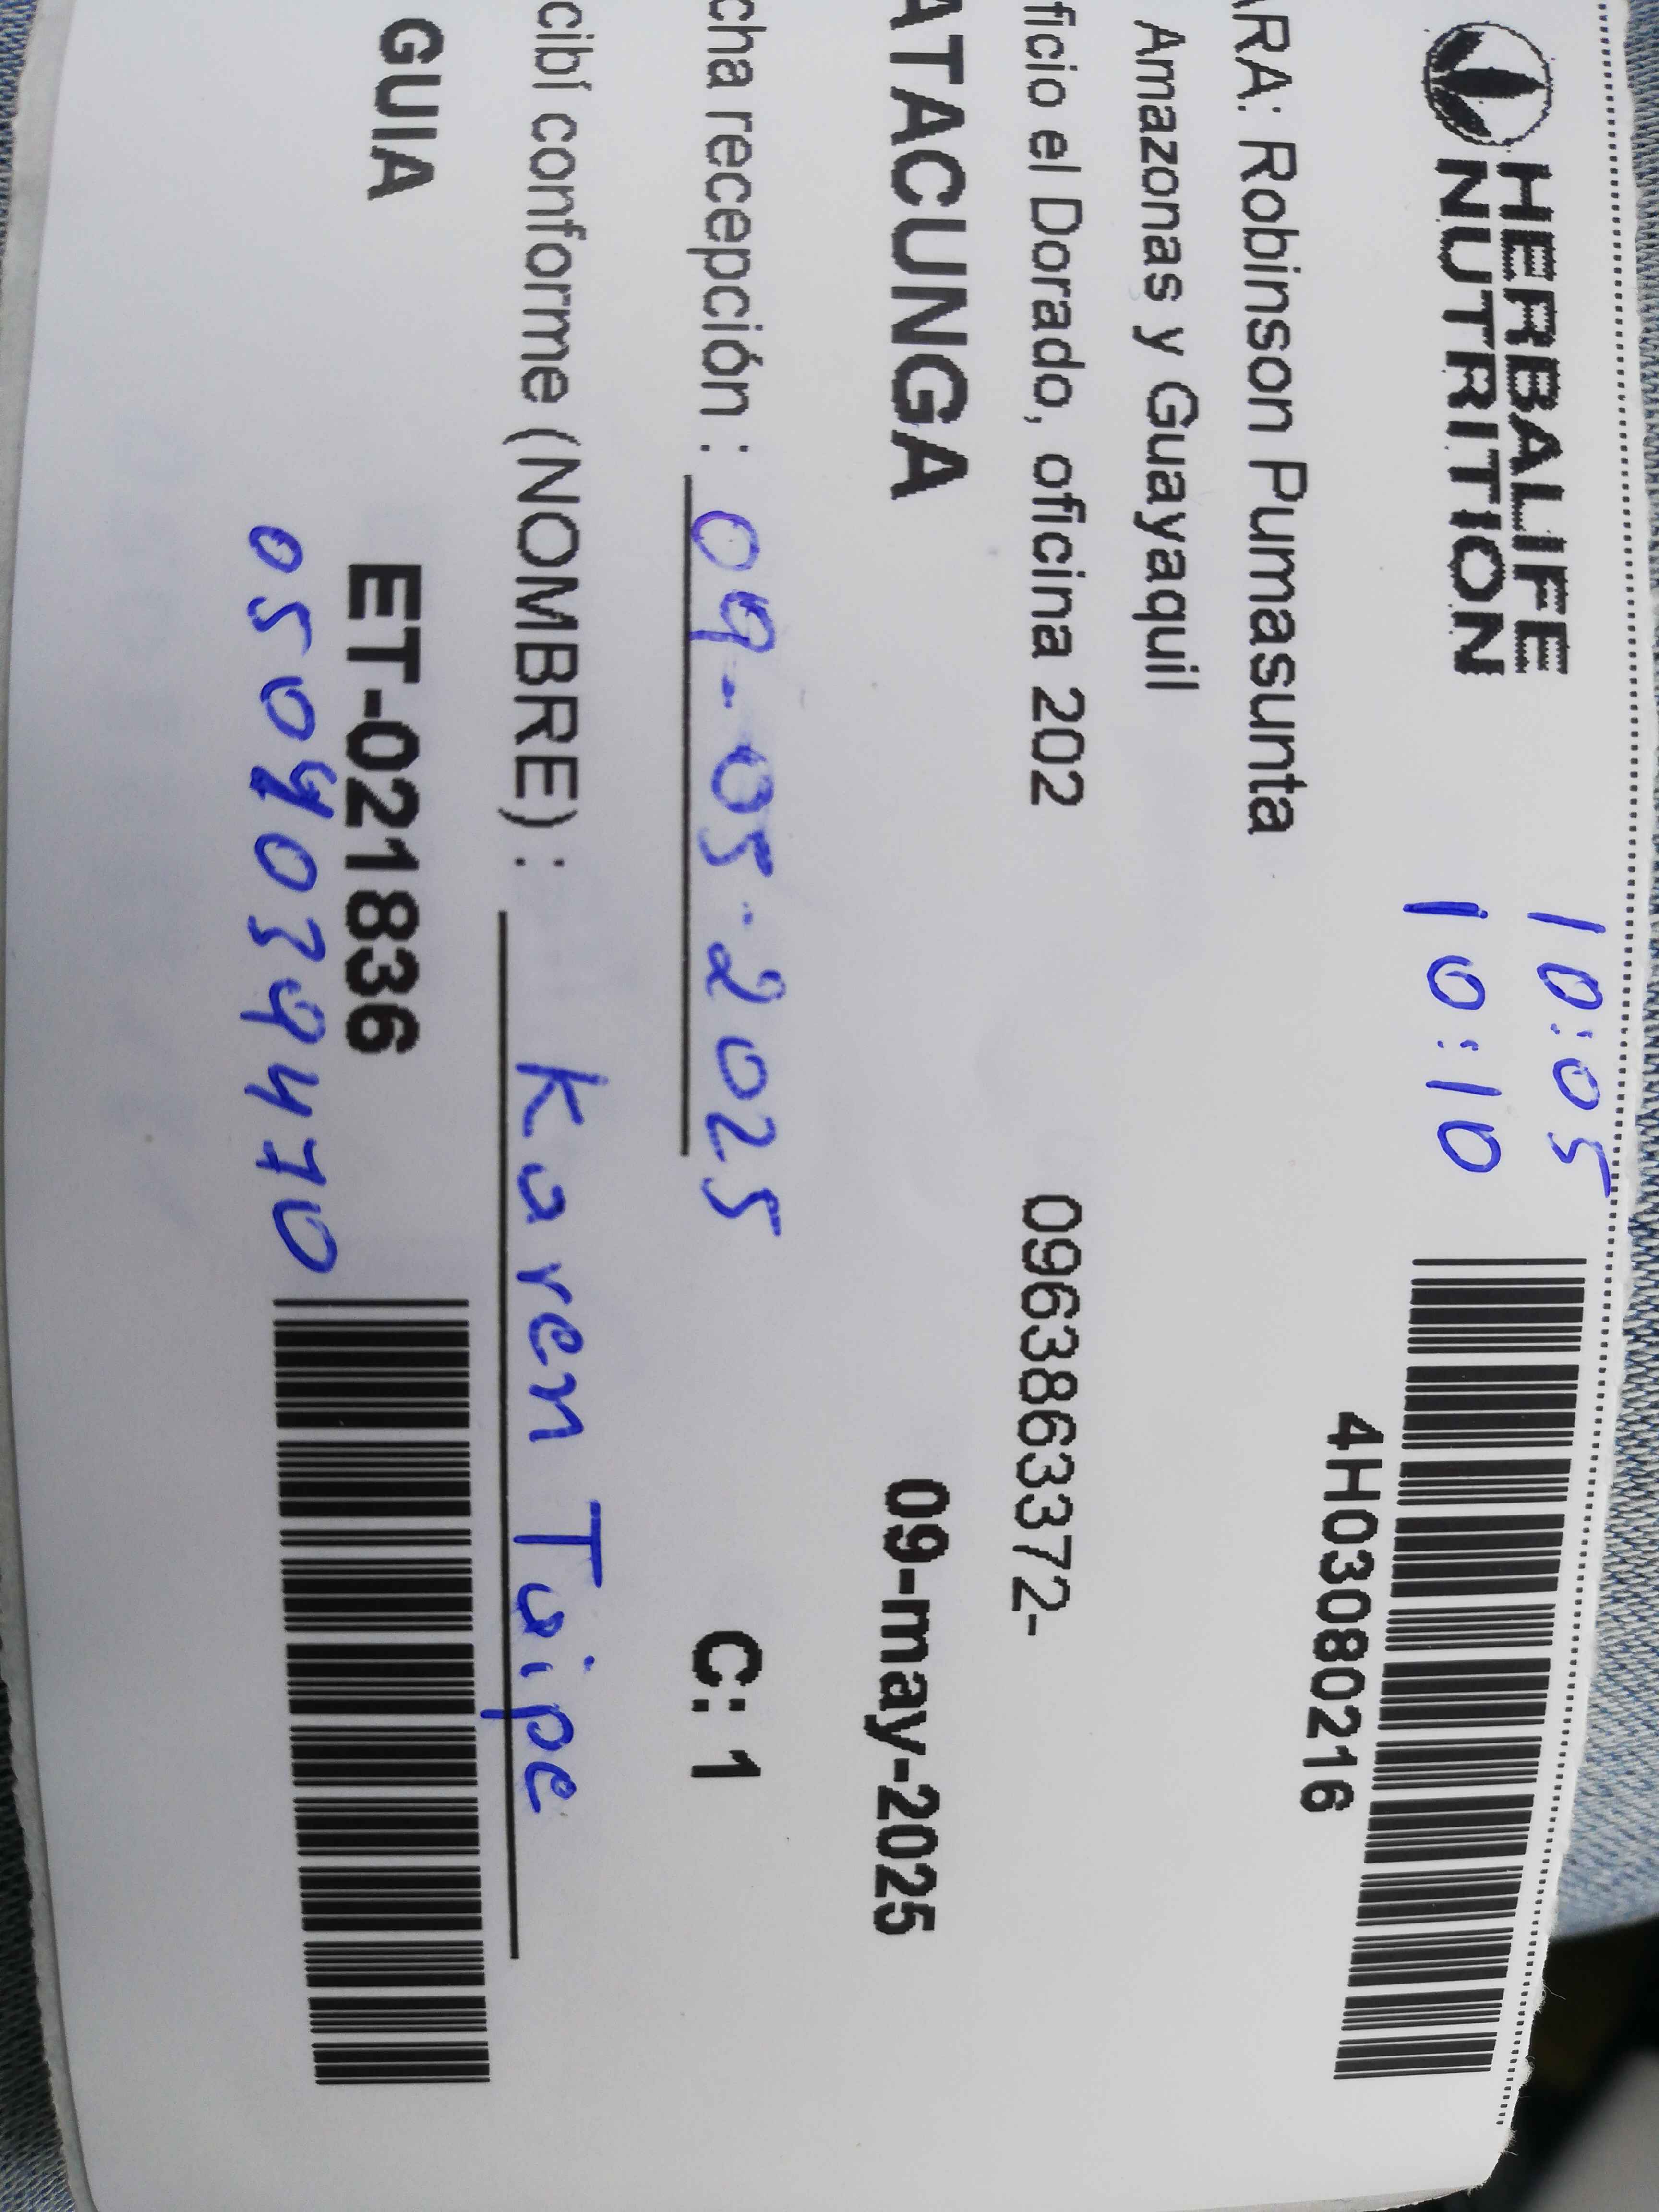 HERBALIFE
NUTRITION
10:05
10:10
4H03080216
ARA: Robinson Pumasunta
Amazonas y Guayaquil
ficio el Dorado, oficina 202 0963863372-
ATACUNGA 09-may-2025
cha recepción : 09-05-2025 C: 1
cibí conforme (NOMBRE) : Karen Taipe
GUIA ET-021836